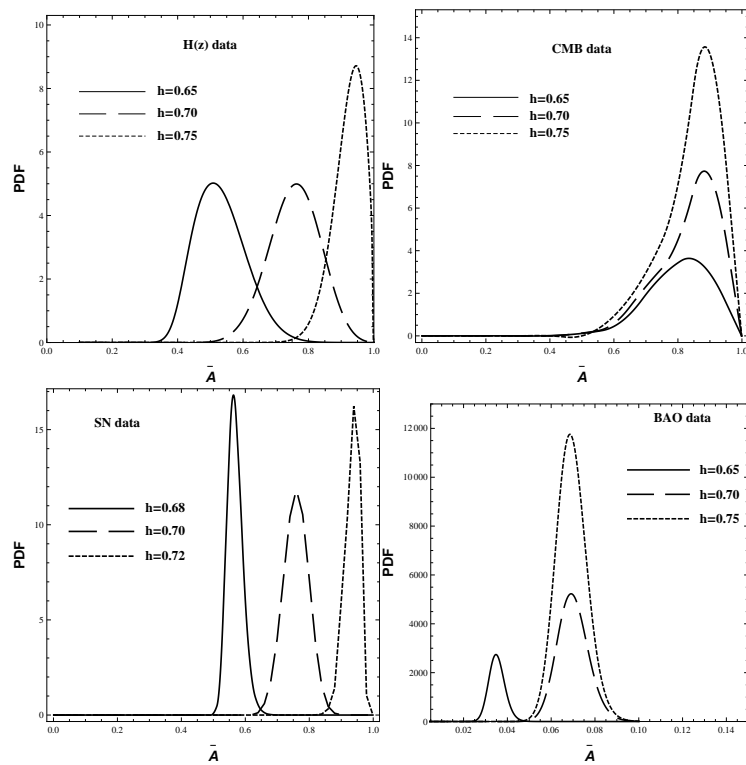 H(z) data
h=0.65
h=0.70
h=0.75
PDF
10
8
6
4
2
0
0.0 0.2 0.4 0.6 0.8 1.0
Ā
CMB data
h=0.65
h=0.70
h=0.75
PDF
14
12
10
8
6
4
2
0
0.0 0.2 0.4 0.6 0.8 1.0
Ā
SN data
h=0.68
h=0.70
h=0.72
PDF
15
10
5
0
0.0 0.2 0.4 0.6 0.8 1.0
Ā
BAO data
h=0.65
h=0.70
h=0.75
PDF
12000
10000
8000
6000
4000
2000
0
0.02 0.04 0.06 0.08 0.10 0.12 0.14
Ā